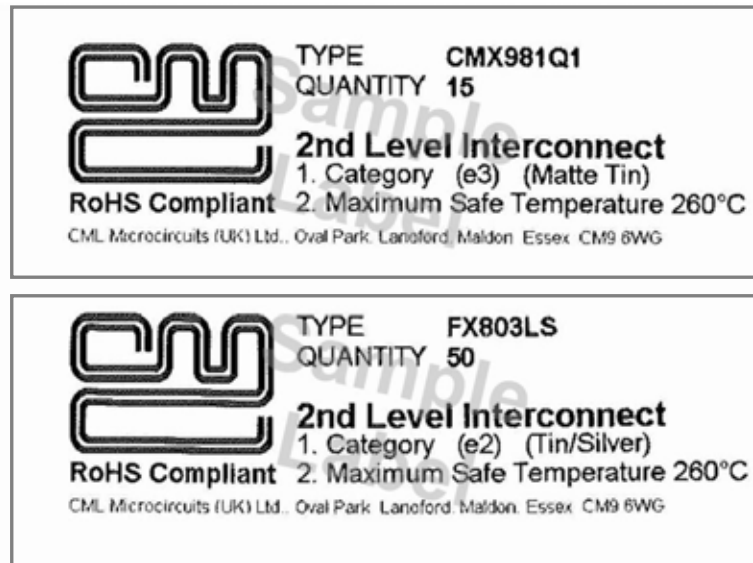 TYPE CMX981Q1
QUANTITY 15
2nd Level Interconnect
1. Category (e3) (Matte Tin)
RoHS Compliant 2. Maximum Safe Temperature 260°C
CML Microcircuits (UK) Ltd., Oval Park, Langford, Maldon Essex CM9 6WG
Sample
Label
TYPE FX803LS
QUANTITY 50
2nd Level Interconnect
1. Category (e2) (Tin/Silver)
RoHS Compliant 2. Maximum Safe Temperature 260°C
CML Microcircuits (UK) Ltd., Oval Park Langford, Maldon, Essex CM9 6WG
Sample
Label